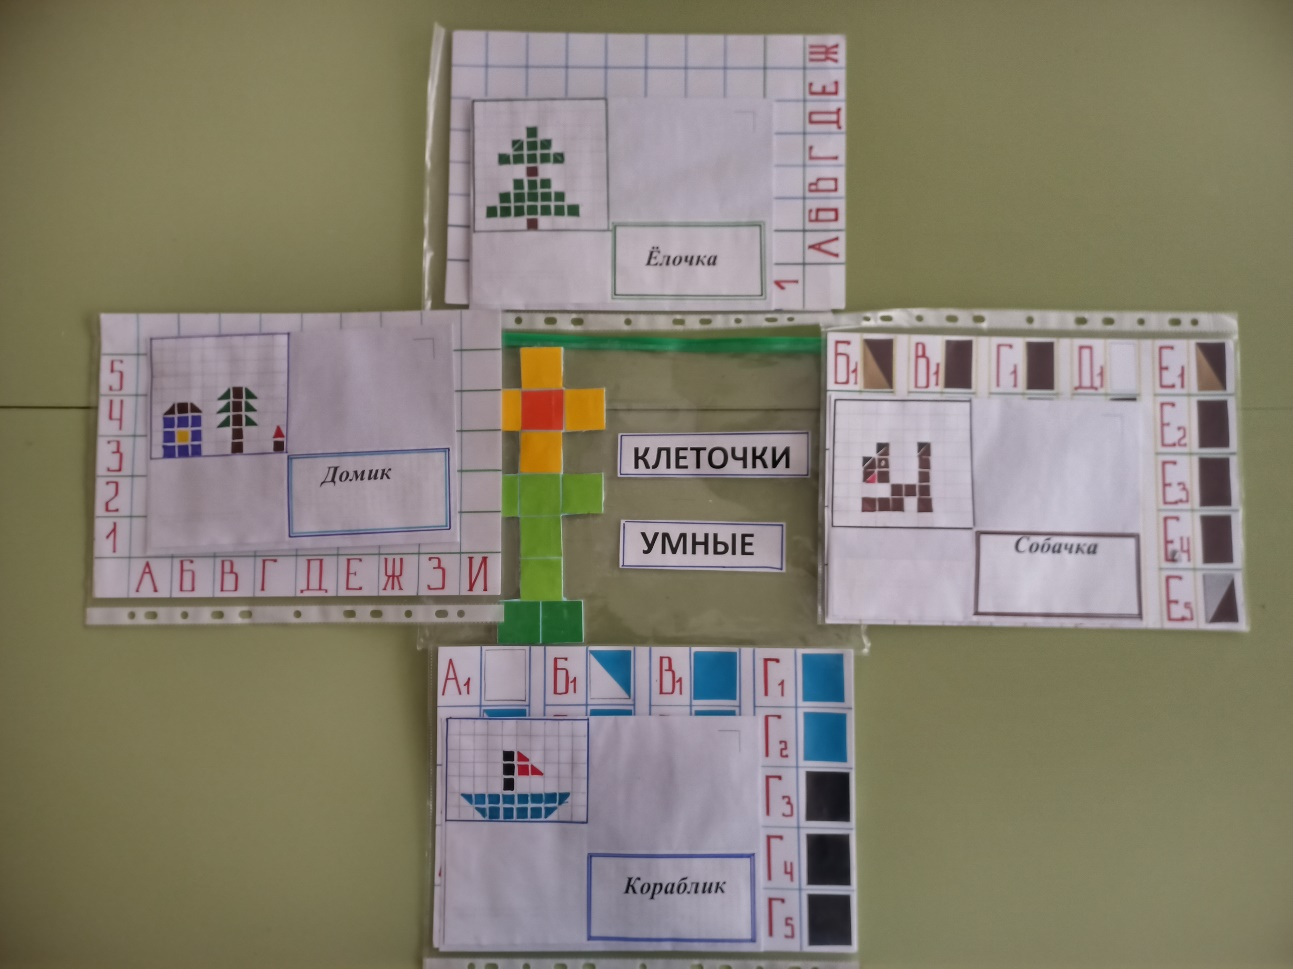 Ж
Е
Д
Г
В
Б
А
1
Ёлочка
5
4
3
2
1
Домик
А Б В Г Д Е Ж З И
КЛЕТОЧКИ
УМНЫЕ
Б1 В1 Г1 Д1 Е1
Е2
Е3
Е4
Е5
Собачка
А1 Б1 В1 Г1
Г2
Г3
Г4
Г5
Кораблик